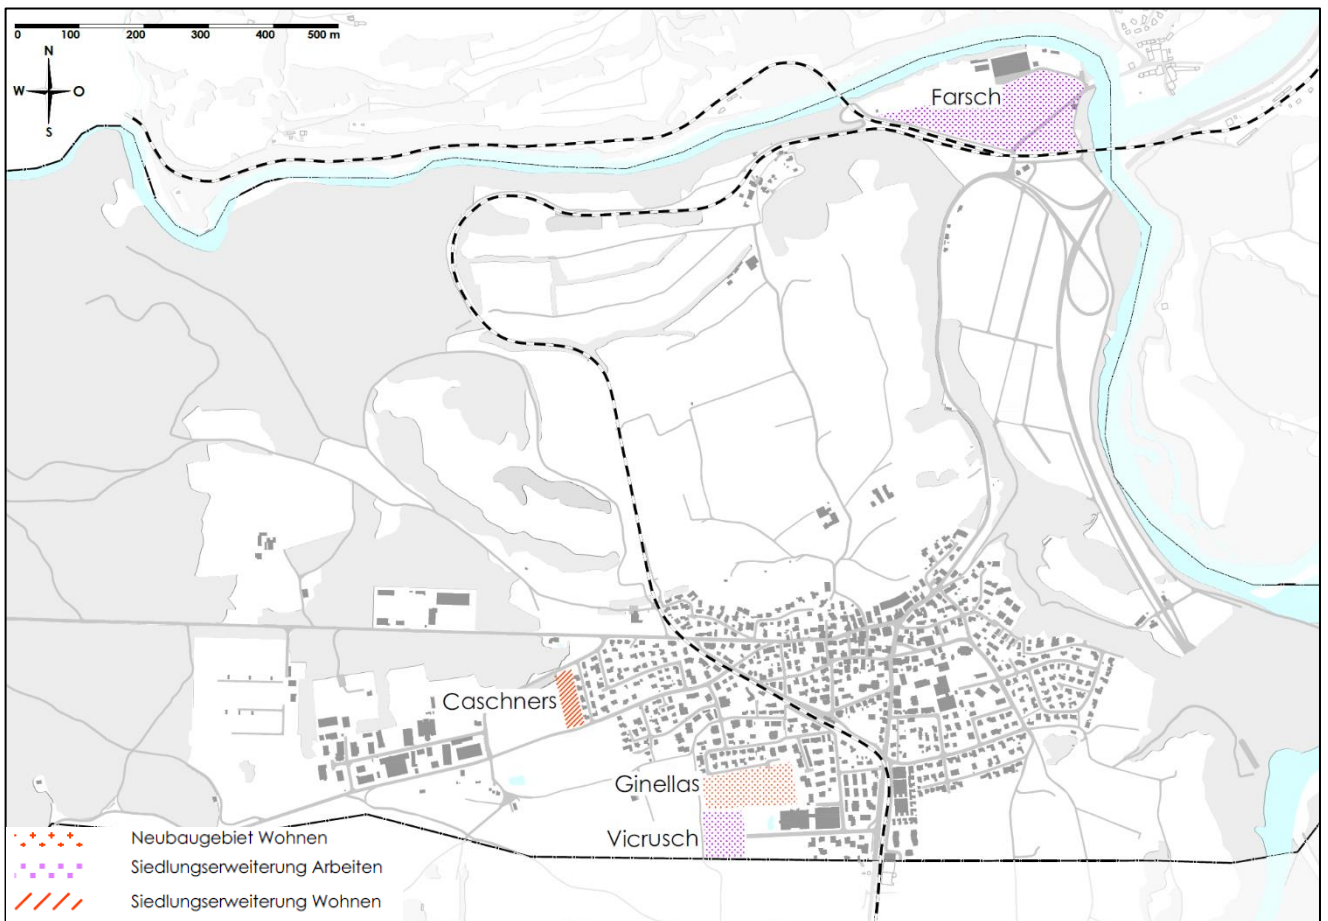 0 100 200 300 400 500 m
N
W O
S
Farsch
Caschners
Ginellas
Vicrusch
Neubaugebiet Wohnen
Siedlungserweiterung Arbeiten
Siedlungserweiterung Wohnen